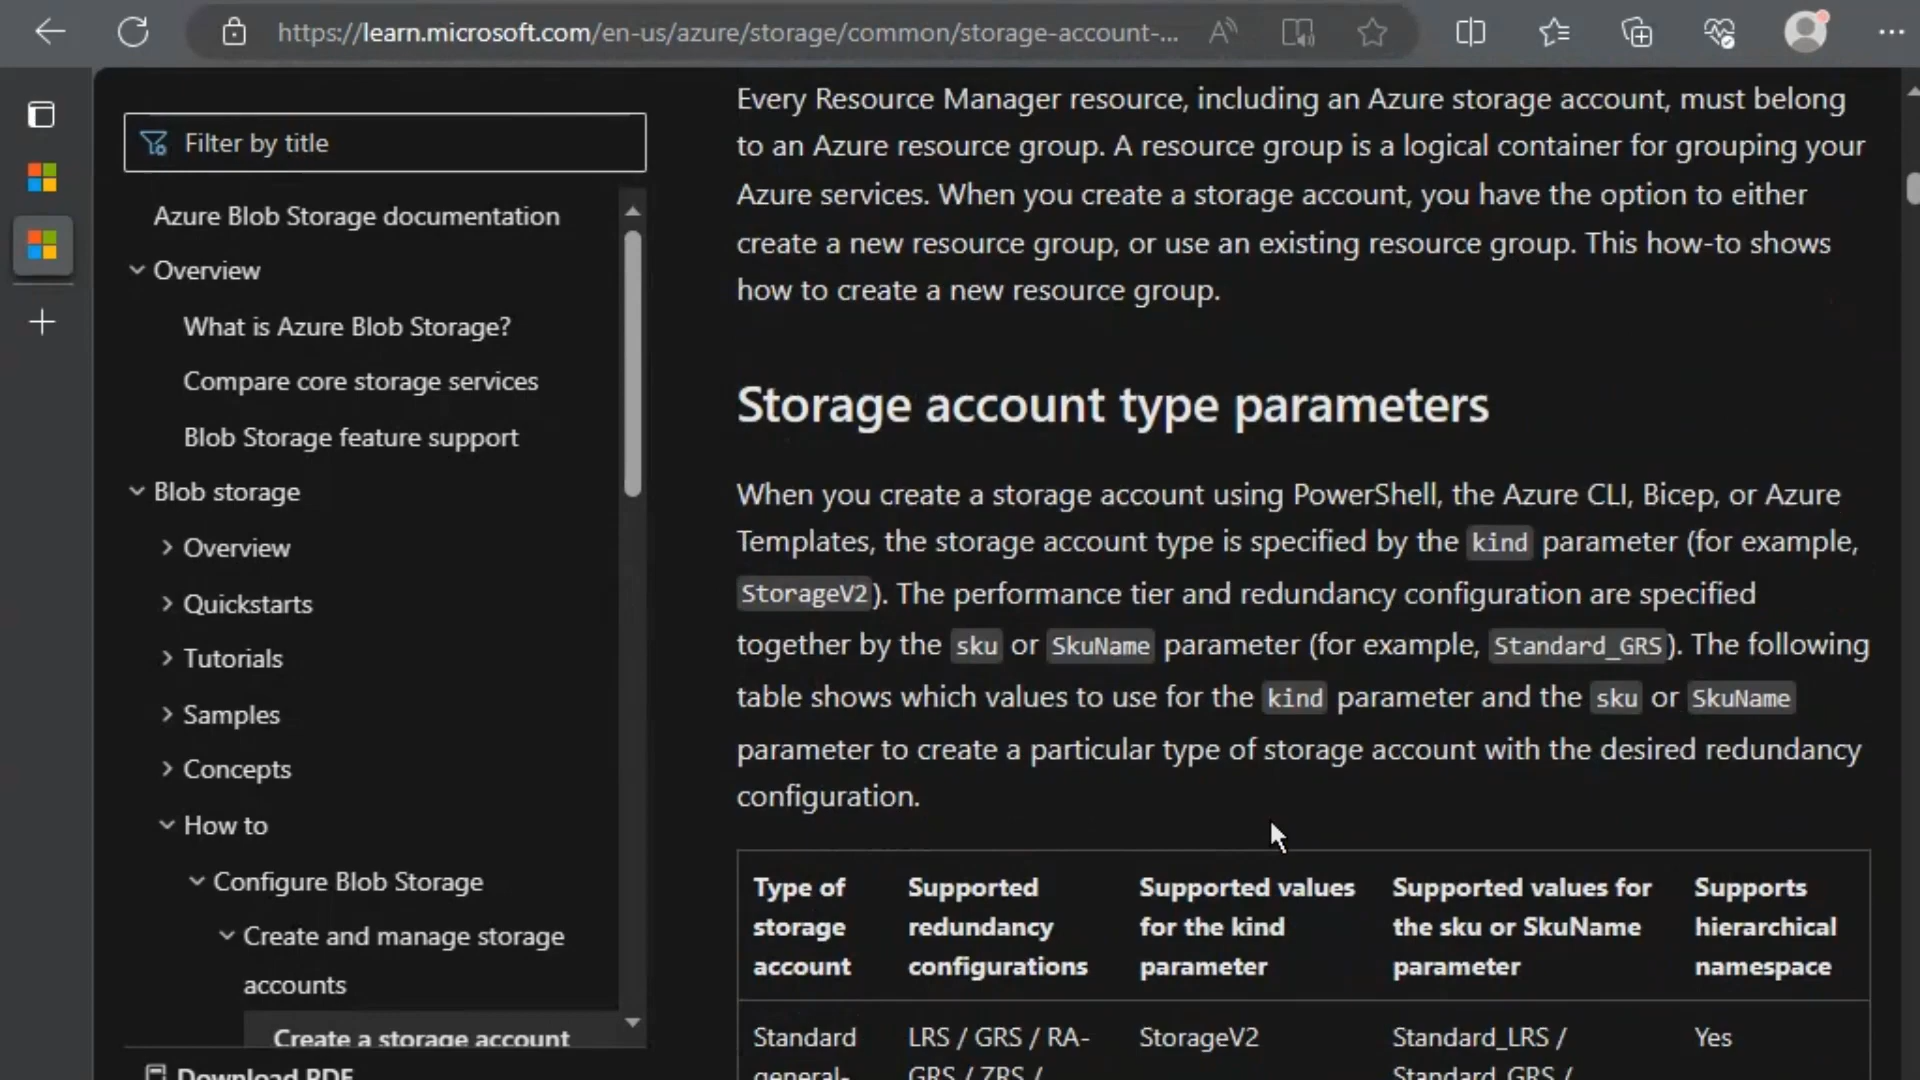 https://learn.microsoft.com/en-us/azure/storage/common/storage-account-...
Filter by title
Azure Blob Storage documentation
Overview
What is Azure Blob Storage?
Compare core storage services
Blob Storage feature support
Blob storage
Overview
Quickstarts
Tutorials
Samples
Concepts
How to
Configure Blob Storage
Create and manage storage
accounts
Create a storage account
Download PDF
Every Resource Manager resource, including an Azure storage account, must belong
to an Azure resource group. A resource group is a logical container for grouping your
Azure services. When you create a storage account, you have the option to either
create a new resource group, or use an existing resource group. This how-to shows
how to create a new resource group.
Storage account type parameters
When you create a storage account using PowerShell, the Azure CLI, Bicep, or Azure
Templates, the storage account type is specified by the kind parameter (for example,
StorageV2). The performance tier and redundancy configuration are specified
together by the sku or SkuName parameter (for example, Standard_GRS). The following
table shows which values to use for the kind parameter and the sku or SkuName
parameter to create a particular type of storage account with the desired redundancy
configuration.
Type of
storage
account
Supported
redundancy
configurations
Supported values
for the kind
parameter
Supported values for
the sku or SkuName
parameter
Supports
hierarchical
namespace
Standard
general-
LRS / GRS / RA-
GRS / ZRS /
StorageV2
Standard_LRS /
Standard_GRS /
Yes